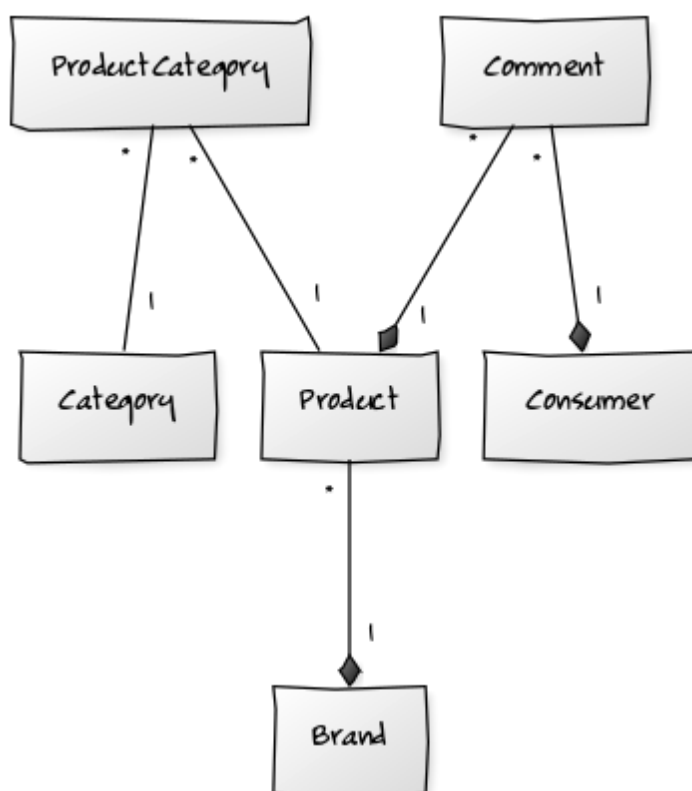 ProductCategory
Comment
*
*
*
*
1
1
1
1
Category
Product
Consumer
*
1
Brand